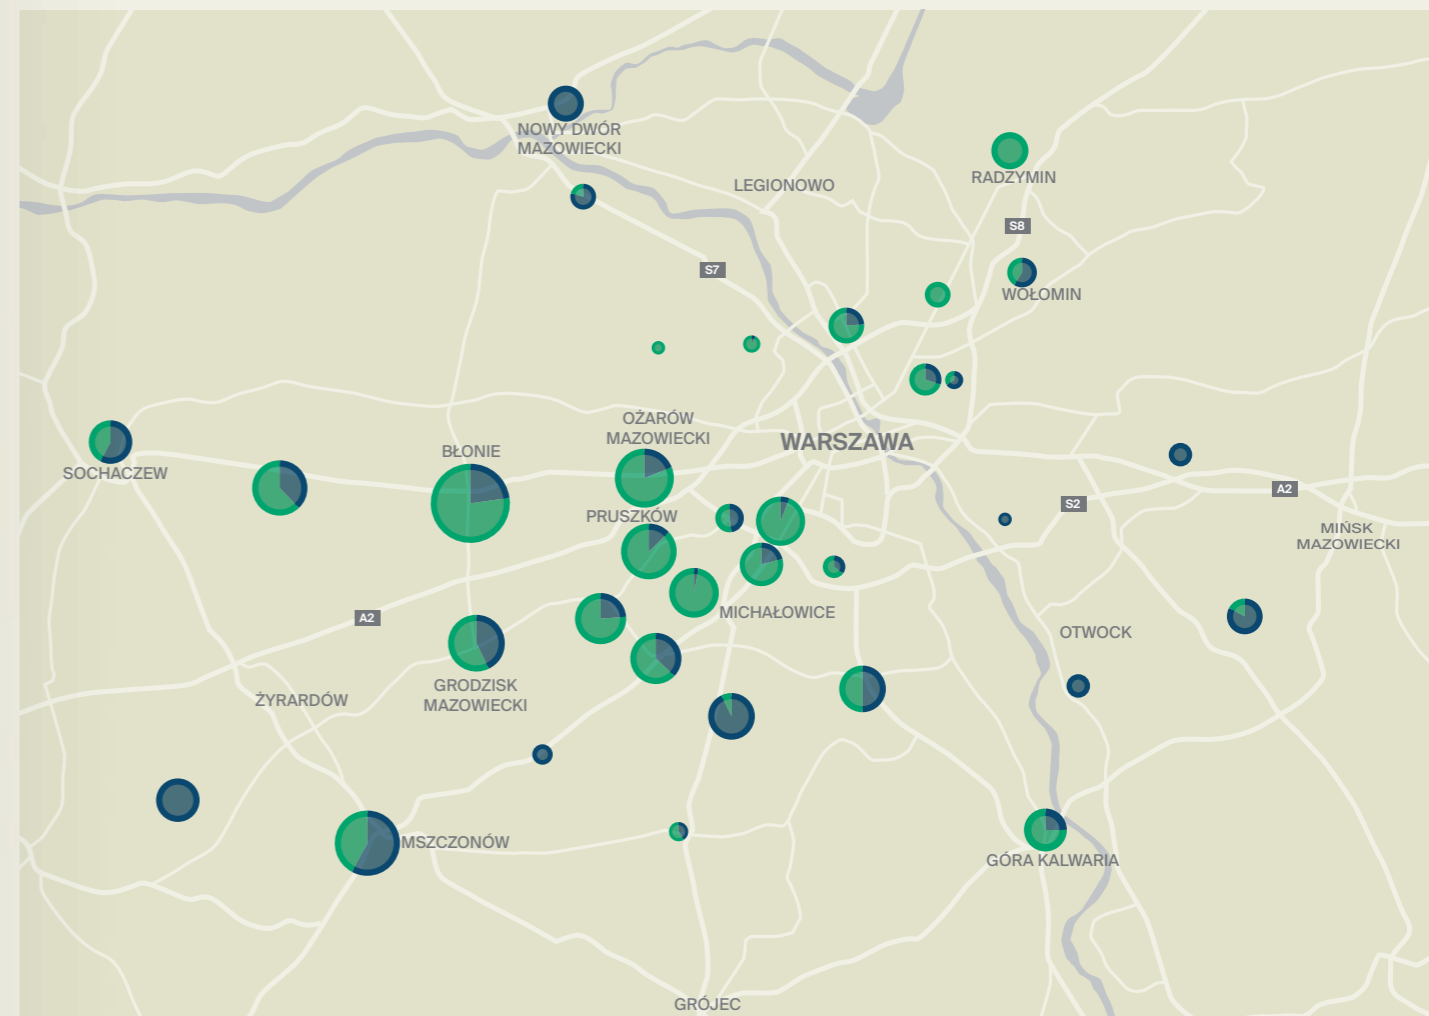 NOWY DWÓR
MAZOWIECKI
LEGIONOWO
RADZYMIN
S8
S7
WOŁOMIN
OŻARÓW
MAZOWIECKI
WARSZAWA
BŁONIE
SOCHACZEW
A2
S2
PRUSZKÓW
MIŃSK
MAZOWIECKI
A2
MICHAŁOWICE
OTWOCK
GRODZISK
MAZOWIECKI
ŻYRARDÓW
MSZCZONÓW
GÓRA KALWARIA
GRÓJEC